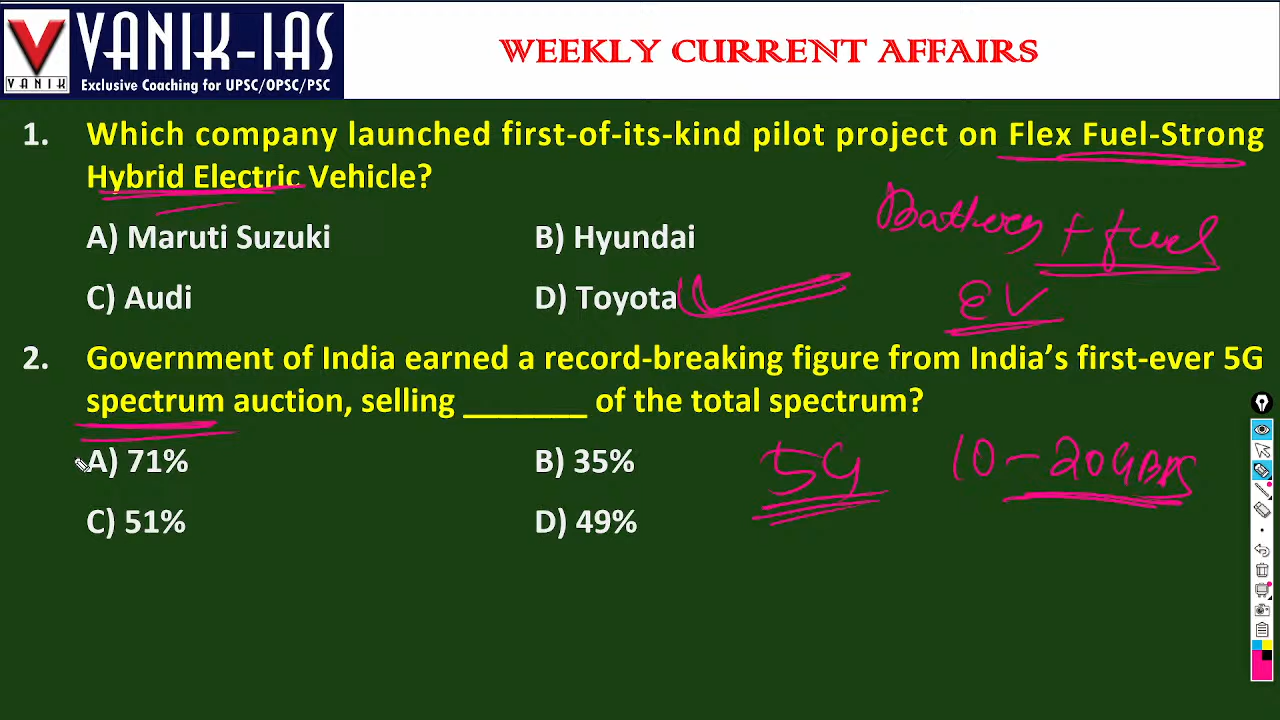 VANIK-IAS
VANIK
Exclusive Coaching for UPSC/OPSC/PSC
WEEKLY CURRENT AFFAIRS
1. Which company launched first-of-its-kind pilot project on Flex Fuel-Strong
Hybrid Electric Vehicle?
A) Maruti Suzuki B) Hyundai
Battery + fuel
C) Audi D) Toyota
EV
2. Government of India earned a record-breaking figure from India's first-ever 5G
spectrum auction, selling _______ of the total spectrum?
A) 71% B) 35%
5G 10-20GBPS
C) 51% D) 49%